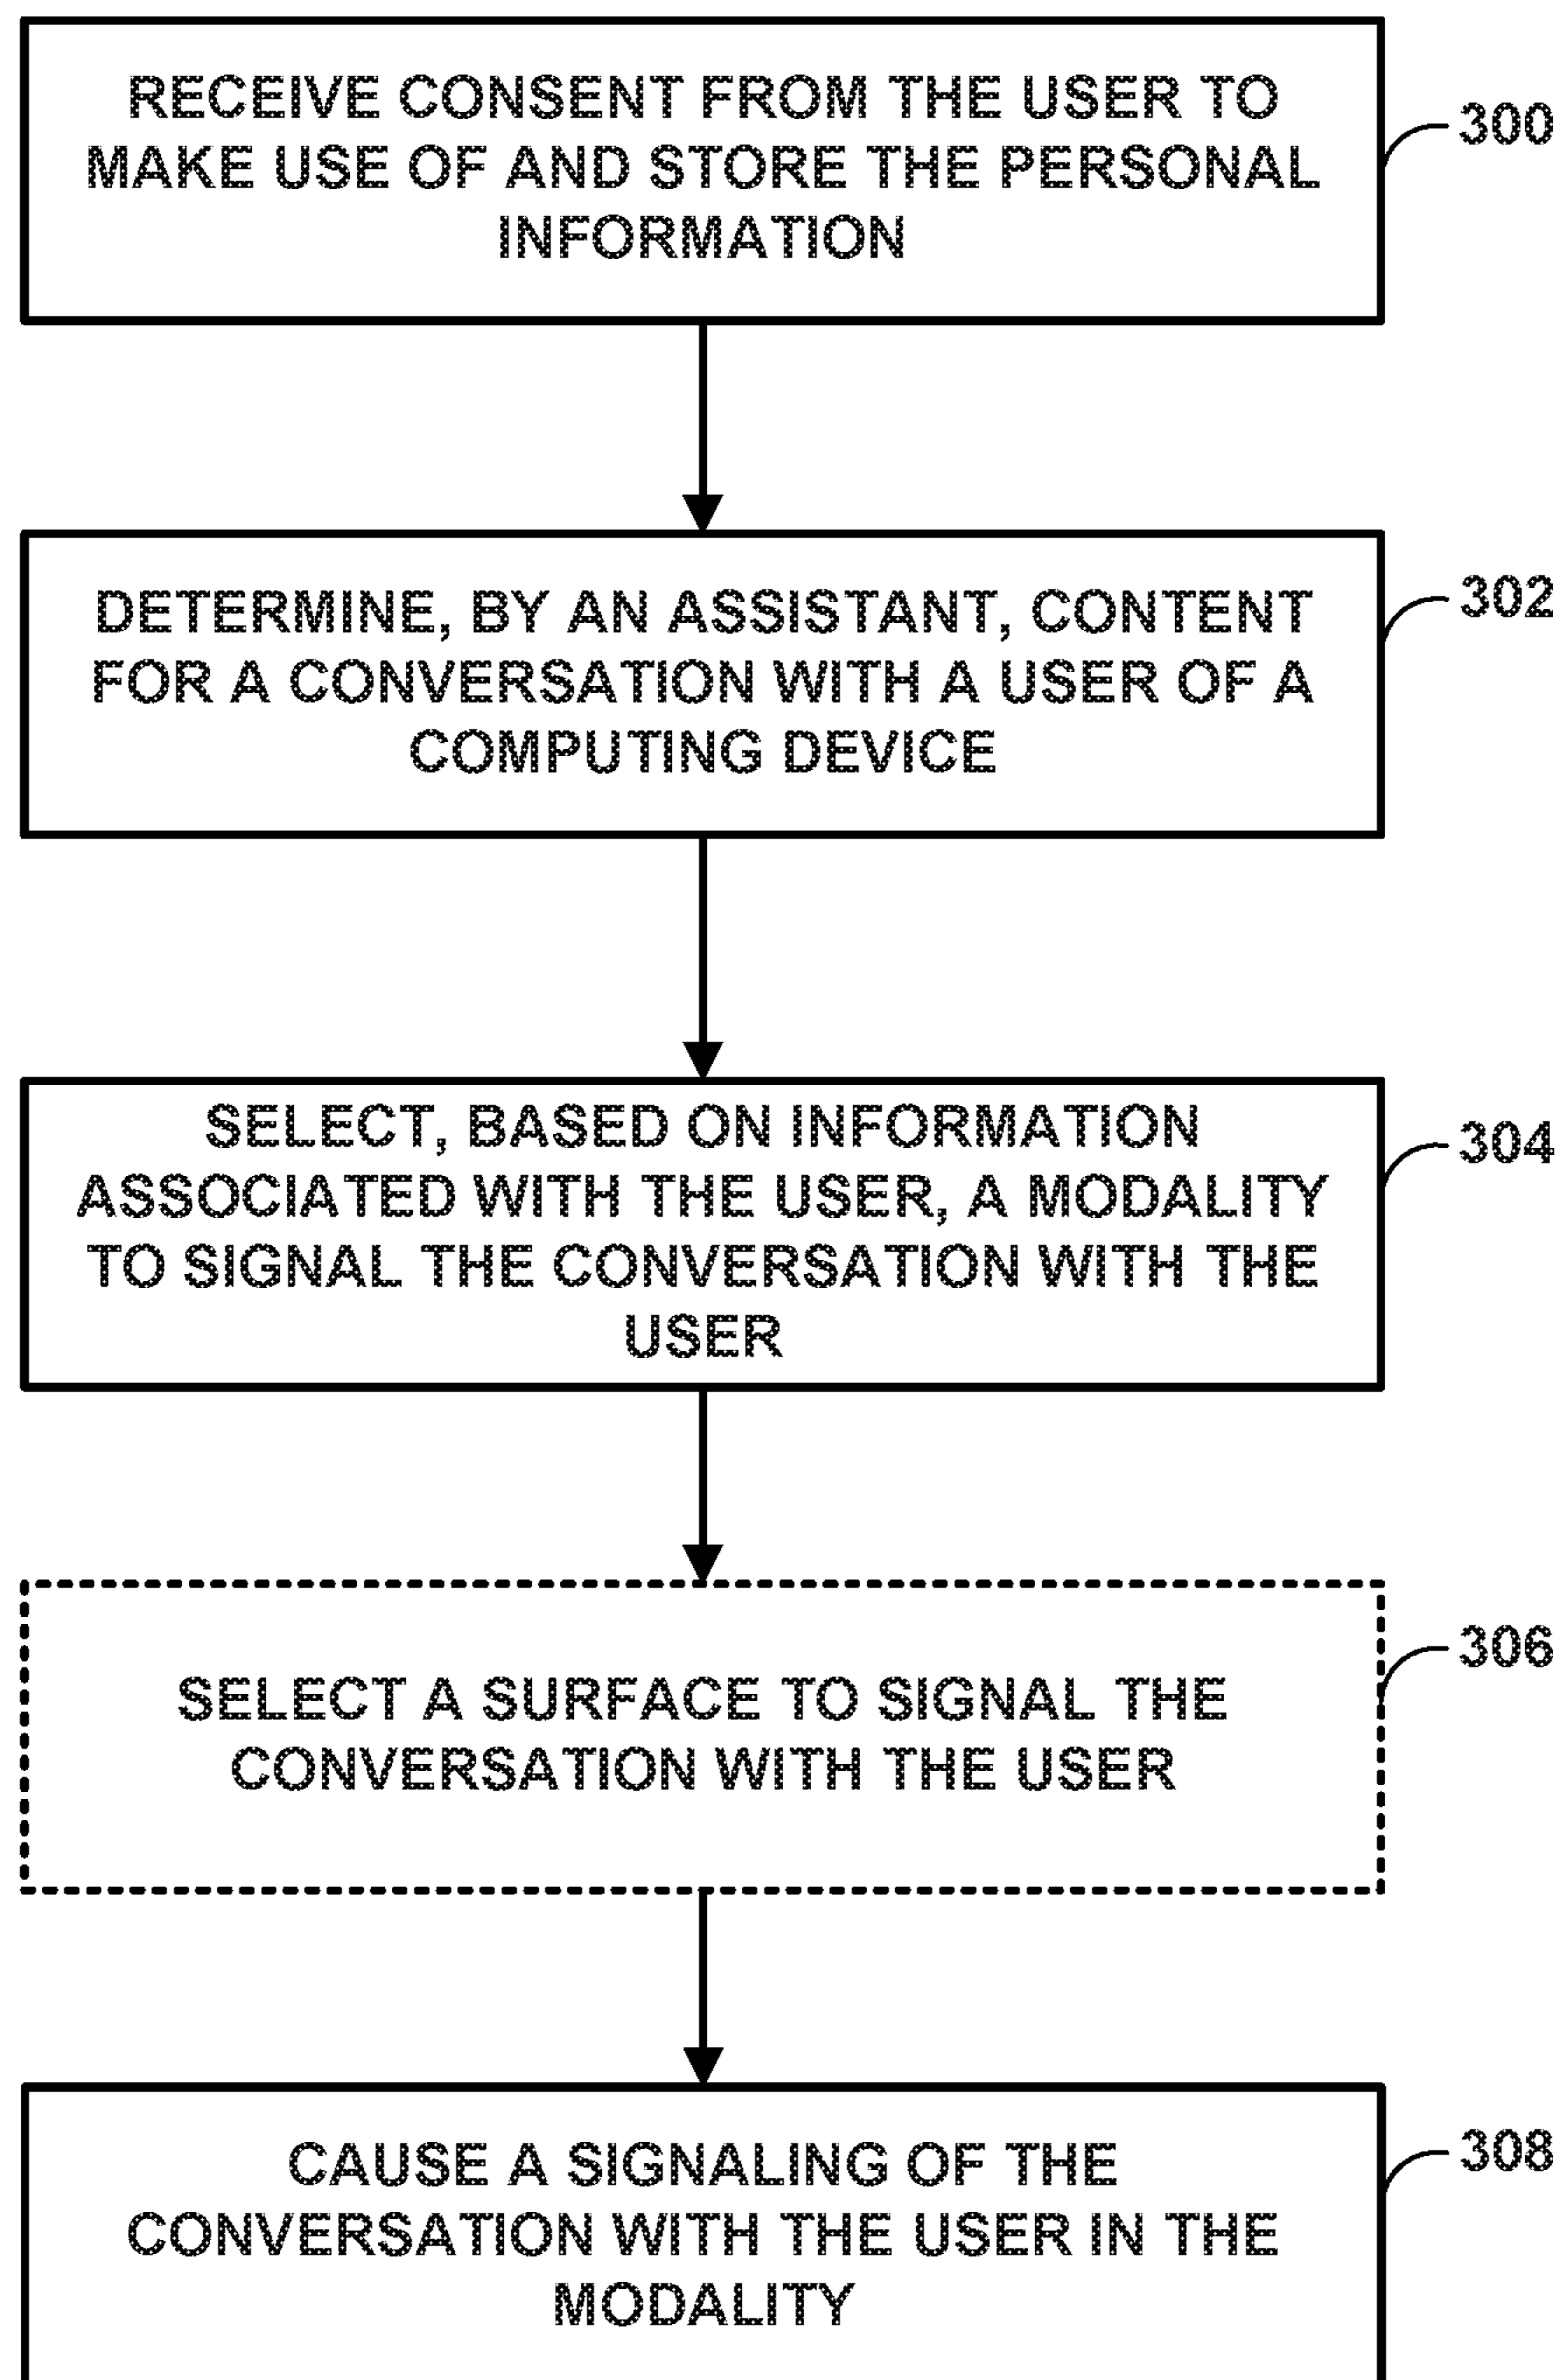 RECEIVE CONSENT FROM THE USER TO
MAKE USE OF AND STORE THE PERSONAL
INFORMATION
300
DETERMINE, BY AN ASSISTANT, CONTENT
FOR A CONVERSATION WITH A USER OF A
COMPUTING DEVICE
302
SELECT, BASED ON INFORMATION
ASSOCIATED WITH THE USER, A MODALITY
TO SIGNAL THE CONVERSATION WITH THE
USER
304
SELECT A SURFACE TO SIGNAL THE
CONVERSATION WITH THE USER
306
CAUSE A SIGNALING OF THE
CONVERSATION WITH THE USER IN THE
MODALITY
308